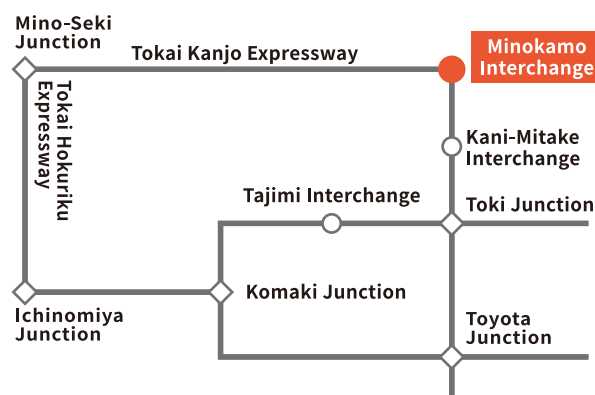 Mino-Seki
Junction
Tokai Kanjo Expressway
Minokamo
Interchange
Tokai Hokuriku
Expressway
Kani-Mitake
Interchange
Tajimi Interchange
Toki Junction
Komaki Junction
Ichinomiya
Junction
Toyota
Junction